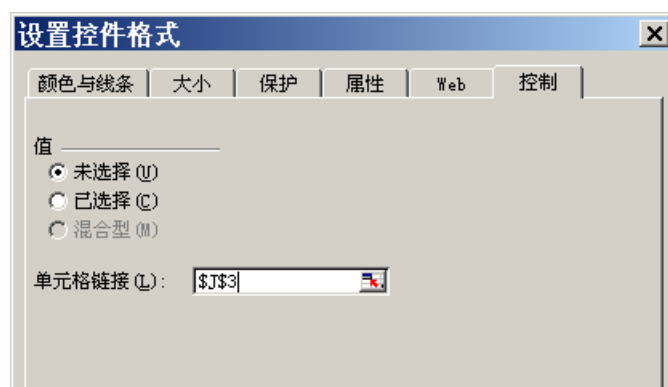 设置控件格式
颜色与线条 大小 保护 属性 Web 控制
值
未选择(U)
已选择(C)
混合型(M)
单元格链接(L): $J$3